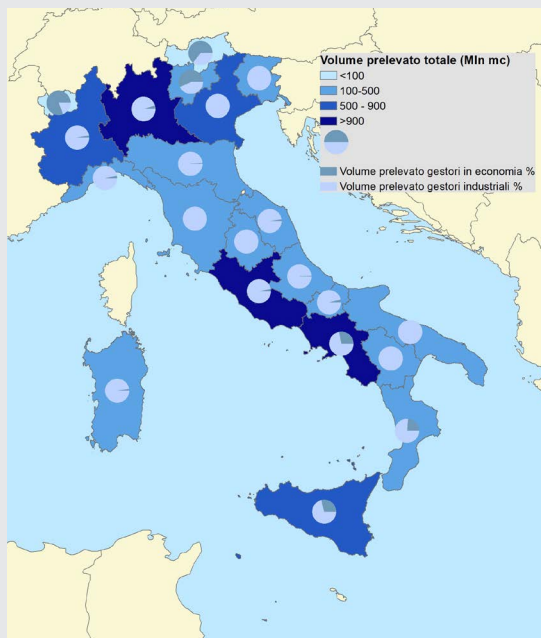 Volume prelevato totale (Mln mc)
<100
100-500
500 - 900
>900
Volume prelevato gestori in economia %
Volume prelevato gestori industriali %